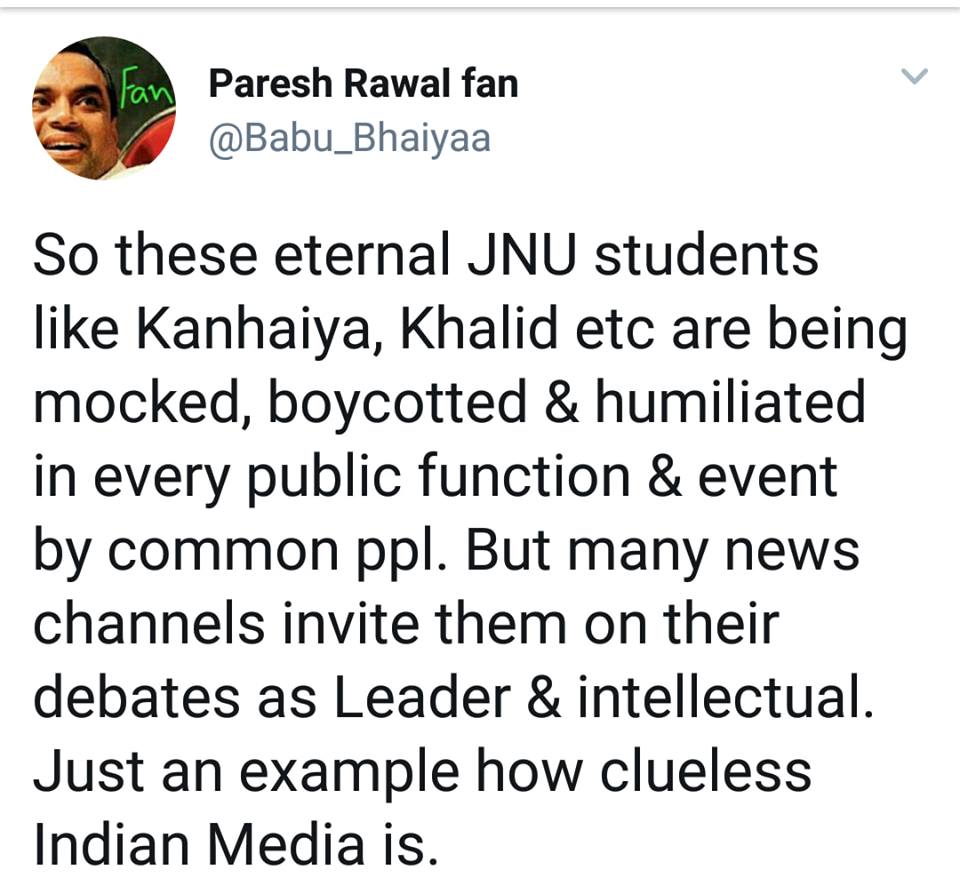 Fan
Paresh Rawal fan
@Babu_Bhaiyaa
So these eternal JNU students
like Kanhaiya, Khalid etc are being
mocked, boycotted & humiliated
in every public function & event
by common ppl. But many news
channels invite them on their
debates as Leader & intellectual.
Just an example how clueless
Indian Media is.